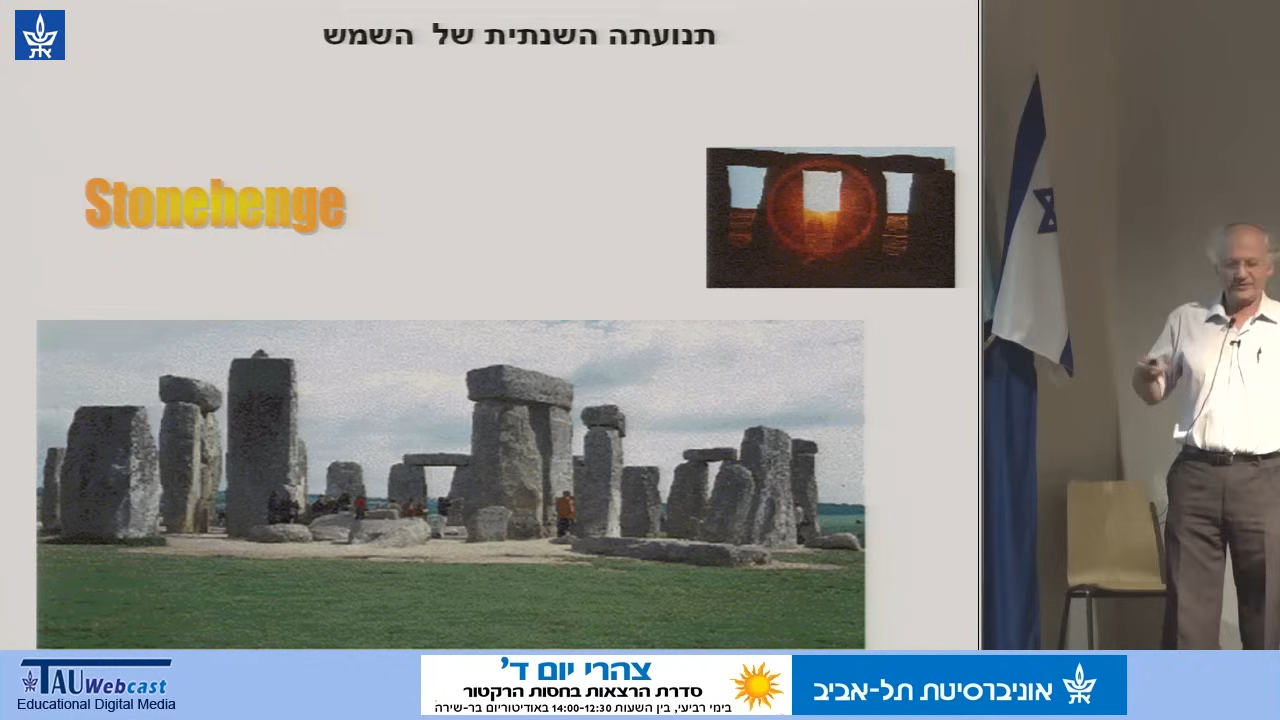 תנועתה השנתית של השמש
Stonehenge
TAU Webcast
Educational Digital Media
צהרי יום ד'
סדרת הרצאות בחסות הרקטור
בימי רביעי, בין השעות 14:00-12:30 באודיטוריום בר-שירה
אוניברסיטת תל-אביב